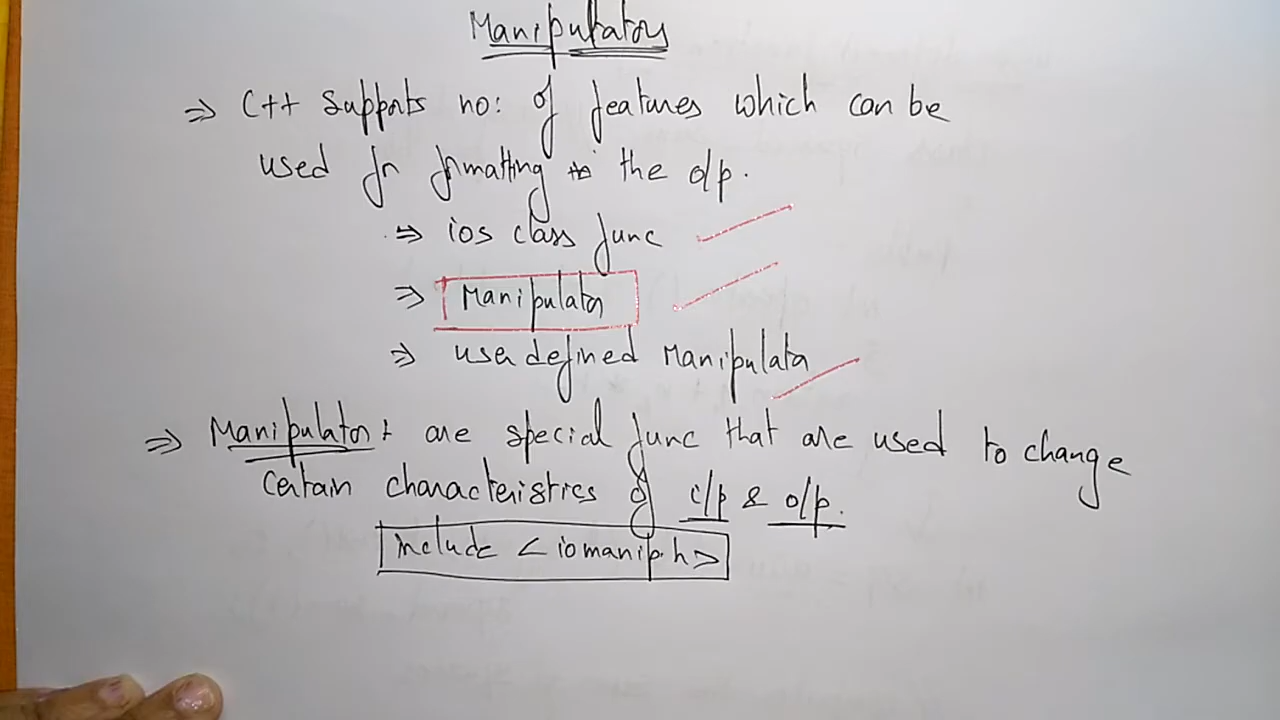 Manipulators
⇒ C++ Supports no: of features which can be
used for formatting the o/p.
⇒ ios class func
⇒ Manipulator
⇒ user defined Manipulator
⇒ Manipulator: are special func that are used to change
certain characteristics of i/p & o/p.
include <iomanip.h>